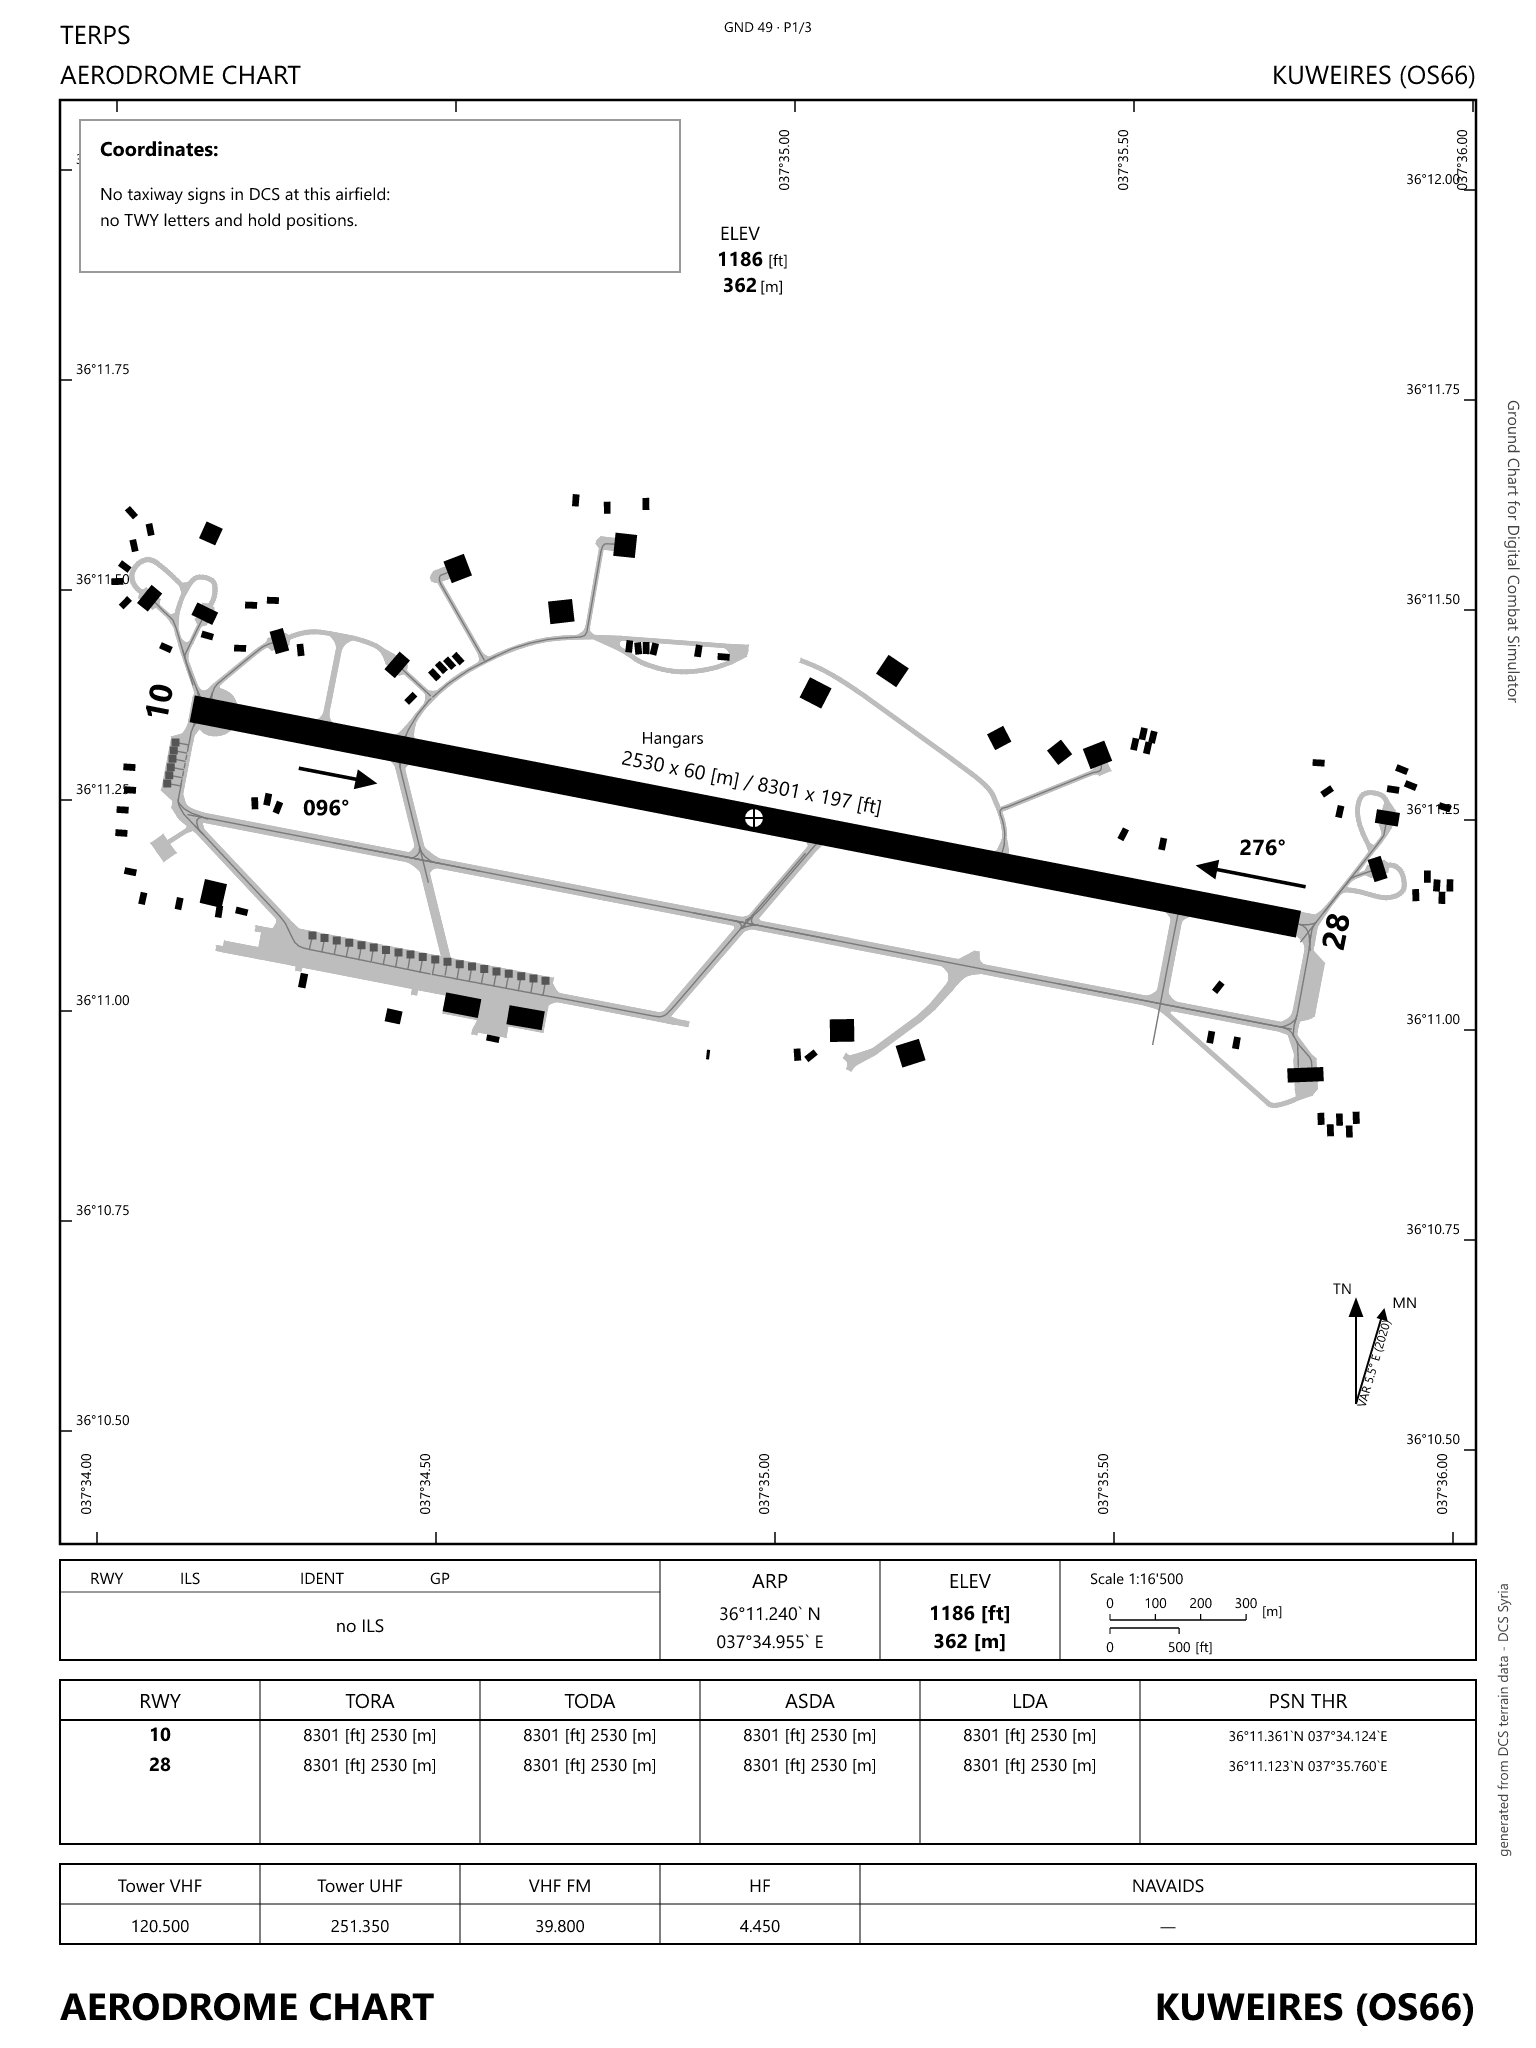 GND 49 · P1/3
TERPS
AERODROME CHART
KUWEIRES (OS66)
Coordinates:
No taxiway signs in DCS at this airfield:
no TWY letters and hold positions.
037°35.00
037°35.50
037°36.00
36°12.00
ELEV
1186 [ft]
362 [m]
36°11.75
36°11.75
36°11.50
36°11.50
10
Hangars
2530 x 60 [m] / 8301 x 197 [ft]
36°11.25
36°11.25
096°
276°
28
36°11.00
36°11.00
36°10.75
36°10.75
TN
MN
VAR 5.5° E (2020)
36°10.50
36°10.50
037°34.00
037°34.50
037°35.00
037°35.50
037°36.00
Ground Chart for Digital Combat Simulator
RWY ILS IDENT GP
no ILS
ARP
36°11.240` N
037°34.955` E
ELEV
1186 [ft]
362 [m]
Scale 1:16'500
0 100 200 300 [m]
0 500 [ft]
RWY TORA TODA ASDA LDA PSN THR
10 8301 [ft] 2530 [m] 8301 [ft] 2530 [m] 8301 [ft] 2530 [m] 8301 [ft] 2530 [m] 36°11.361`N 037°34.124`E
28 8301 [ft] 2530 [m] 8301 [ft] 2530 [m] 8301 [ft] 2530 [m] 8301 [ft] 2530 [m] 36°11.123`N 037°35.760`E
generated from DCS terrain data - DCS Syria
Tower VHF Tower UHF VHF FM HF NAVAIDS
120.500 251.350 39.800 4.450 —
AERODROME CHART
KUWEIRES (OS66)